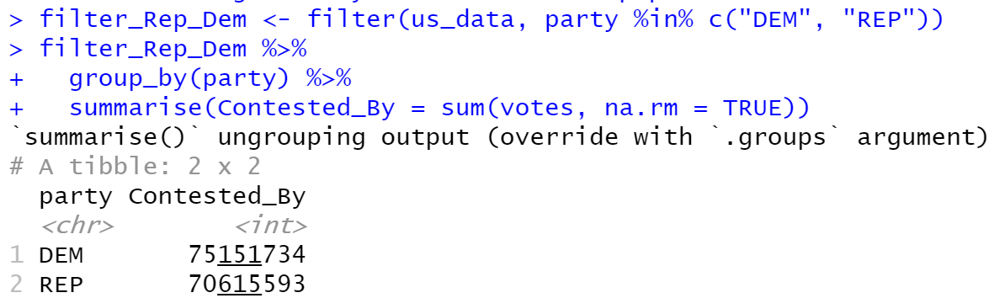 > filter_Rep_Dem <- filter(us_data, party %in% c("DEM", "REP"))
> filter_Rep_Dem %>%
+   group_by(party) %>%
+   summarise(Contested_By = sum(votes, na.rm = TRUE))
`summarise()` ungrouping output (override with `.groups` argument)
# A tibble: 2 x 2
  party Contested_By
  <chr>        <int>
1 DEM       75151734
2 REP       70615593